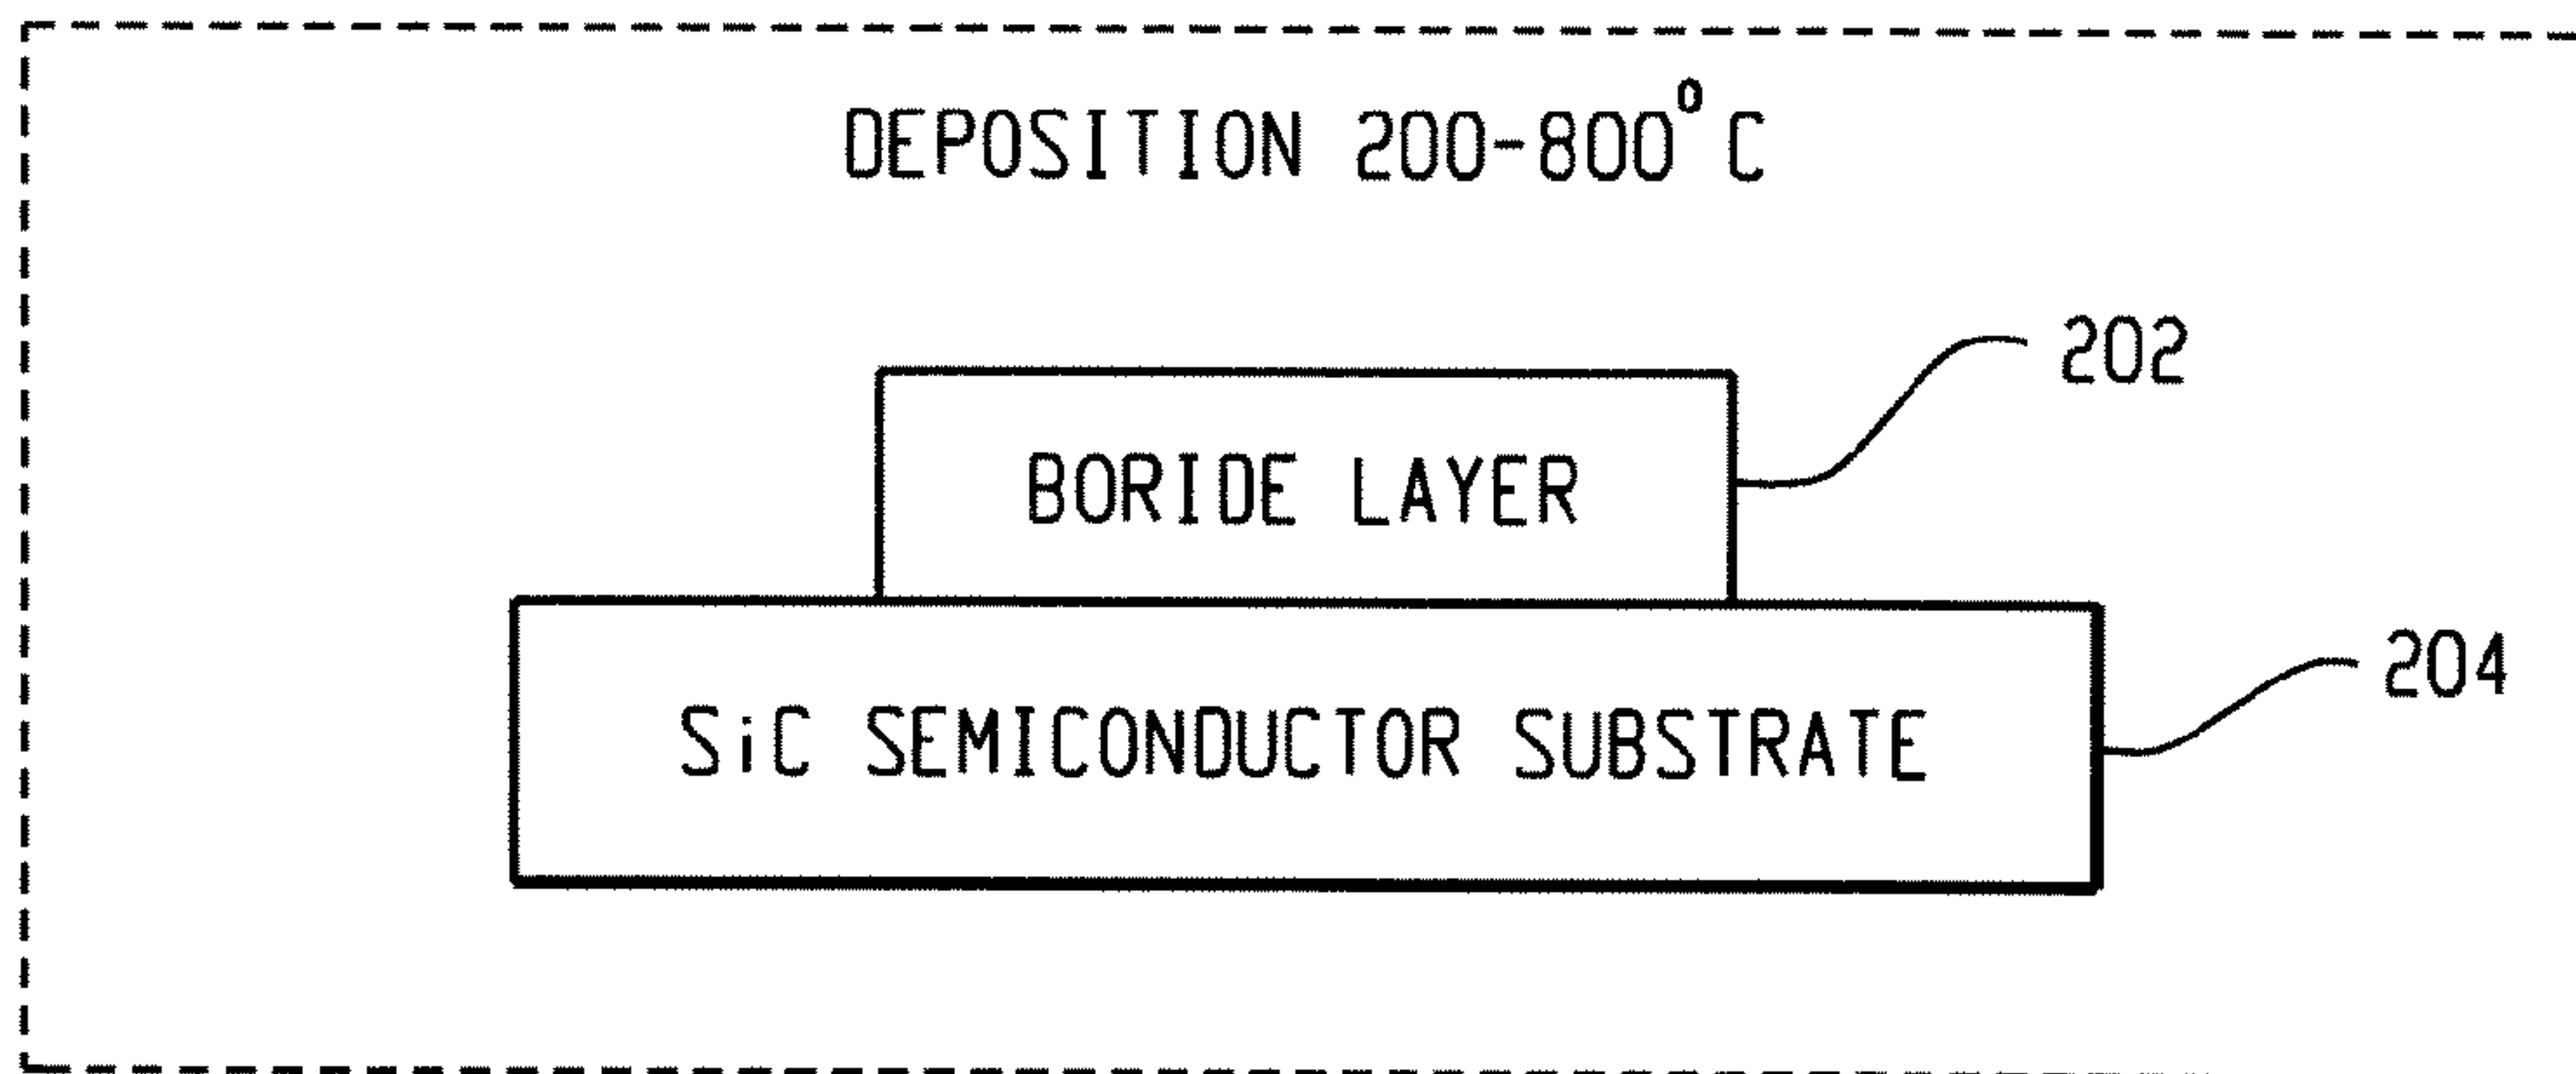 DEPOSITION 200-800°C
202
BORIDE LAYER
204
SiC SEMICONDUCTOR SUBSTRATE